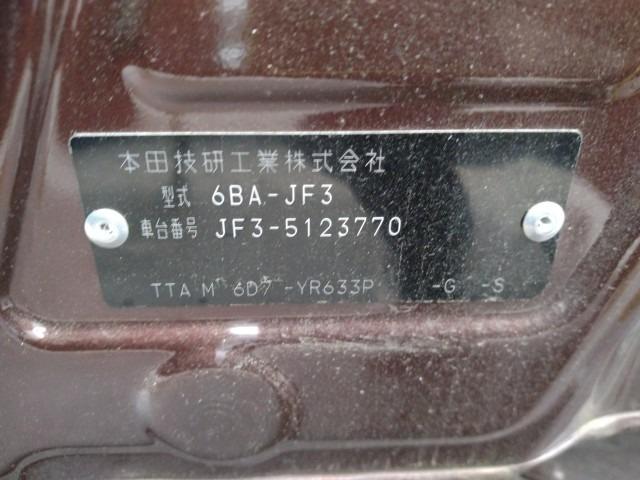 本田技研工業株式会社
型式 6BA-JF3
車台番号 JF3-5123770
TTA M 6D7 -YR633P -G -S